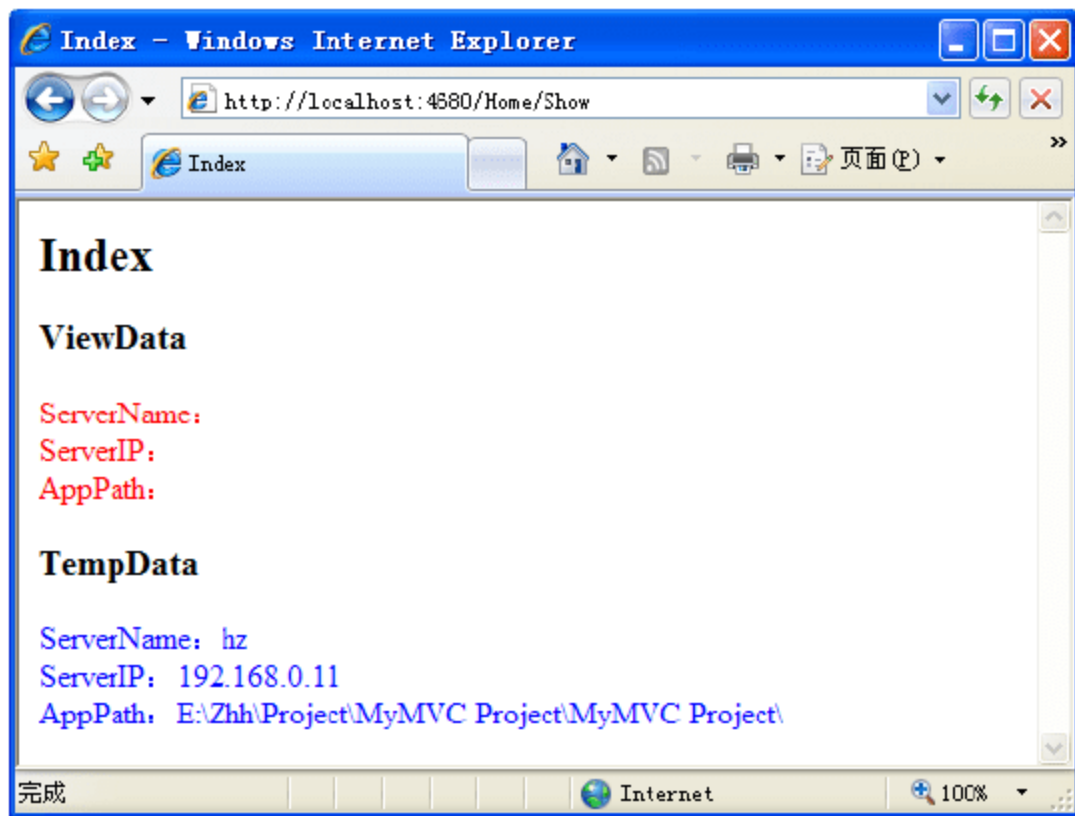 Index - Windows Internet Explorer
http://localhost:4680/Home/Show
Index
页面(P)
Index
ViewData
ServerName：
ServerIP：
AppPath：
TempData
ServerName：hz
ServerIP：192.168.0.11
AppPath：E:\Zhh\Project\MyMVC Project\MyMVC Project\
完成 Internet 100%